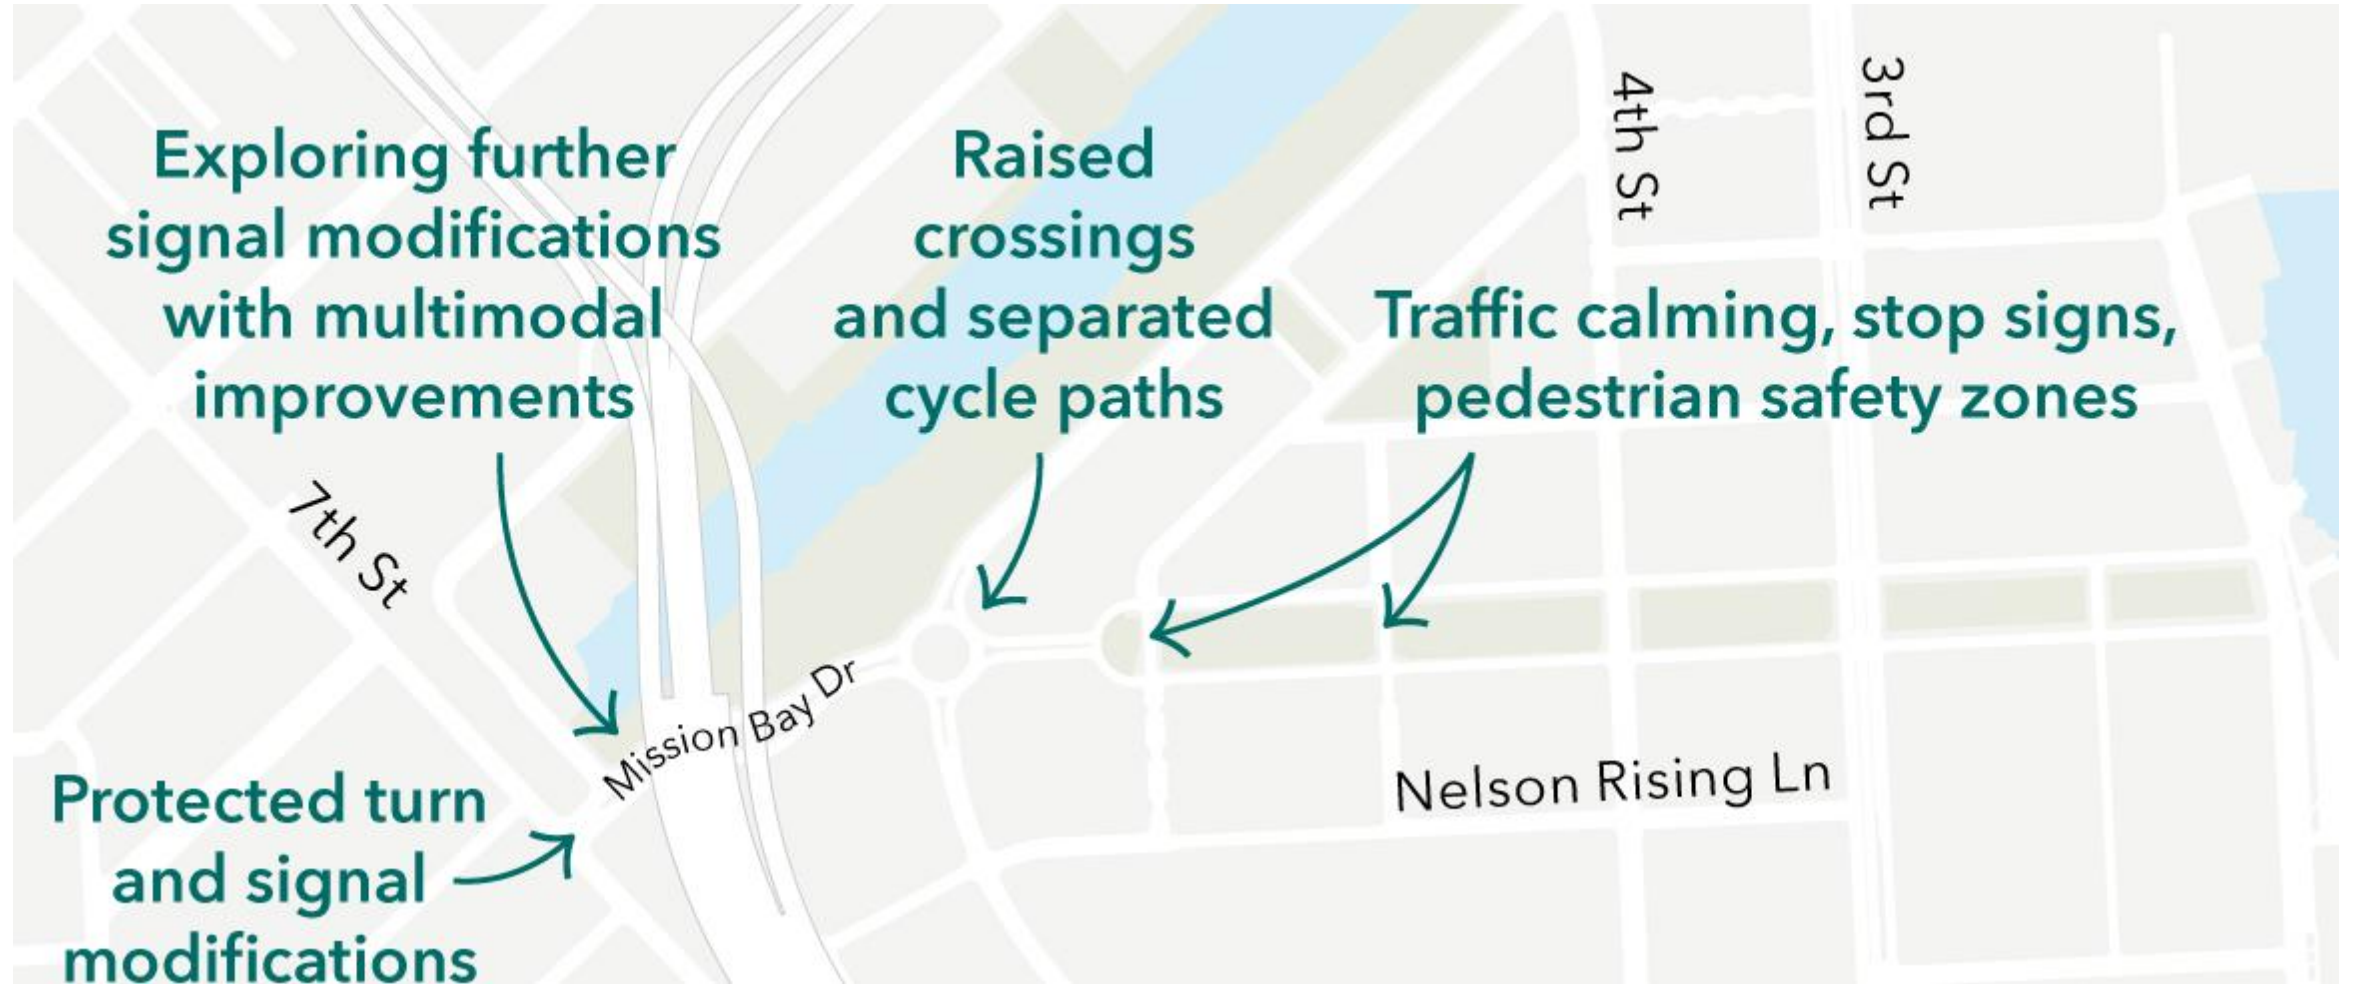 Exploring further
signal modifications
with multimodal
improvements
Raised
crossings
and separated
cycle paths
Traffic calming, stop signs,
pedestrian safety zones
4th St
3rd St
7th St
Mission Bay Dr
Nelson Rising Ln
Protected turn
and signal
modifications